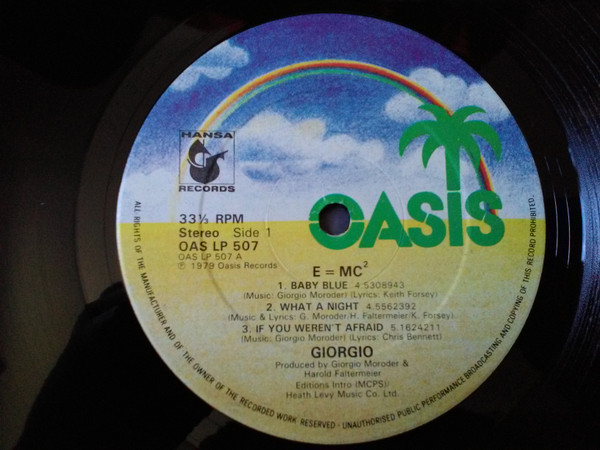 HANSA
RECORDS
OASIS
33⅓ RPM
Stereo Side 1
OAS LP 507
OAS LP 507 A
℗ 1979 Oasis Records
E = MC²
1. BABY BLUE 4.5308943
(Music: Giorgio Moroder) (Lyrics: Keith Forsey)
2. WHAT A NIGHT 4.5562392
(Music & Lyrics: G. Moroder/H. Faltermeier/K. Forsey)
3. IF YOU WEREN'T AFRAID 5.1624211
(Music: Giorgio Moroder) (Lyrics: Chris Bennett)
GIORGIO
Produced by Giorgio Moroder &
Harold Faltermeier
Editions Intro (MCPS)/
Heath Levy Music Co. Ltd.
ALL RIGHTS OF THE MANUFACTURER AND OF THE OWNER OF THE RECORDED WORK RESERVED · UNAUTHORISED PUBLIC PERFORMANCE BROADCASTING AND COPYING OF THIS RECORD PROHIBITED.